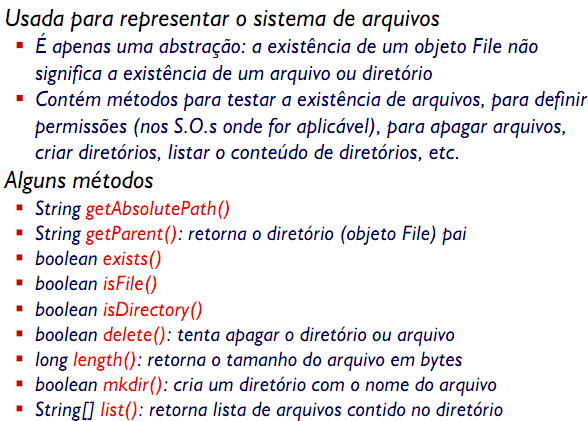 Usada para representar o sistema de arquivos
▪ É apenas uma abstração: a existência de um objeto File não
significa a existência de um arquivo ou diretório
▪ Contém métodos para testar a existência de arquivos, para definir
permissões (nos S.O.s onde for aplicável), para apagar arquivos,
criar diretórios, listar o conteúdo de diretórios, etc.
Alguns métodos
▪ String getAbsolutePath()
▪ String getParent(): retorna o diretório (objeto File) pai
▪ boolean exists()
▪ boolean isFile()
▪ boolean isDirectory()
▪ boolean delete(): tenta apagar o diretório ou arquivo
▪ long length(): retorna o tamanho do arquivo em bytes
▪ boolean mkdir(): cria um diretório com o nome do arquivo
▪ String[] list(): retorna lista de arquivos contido no diretório